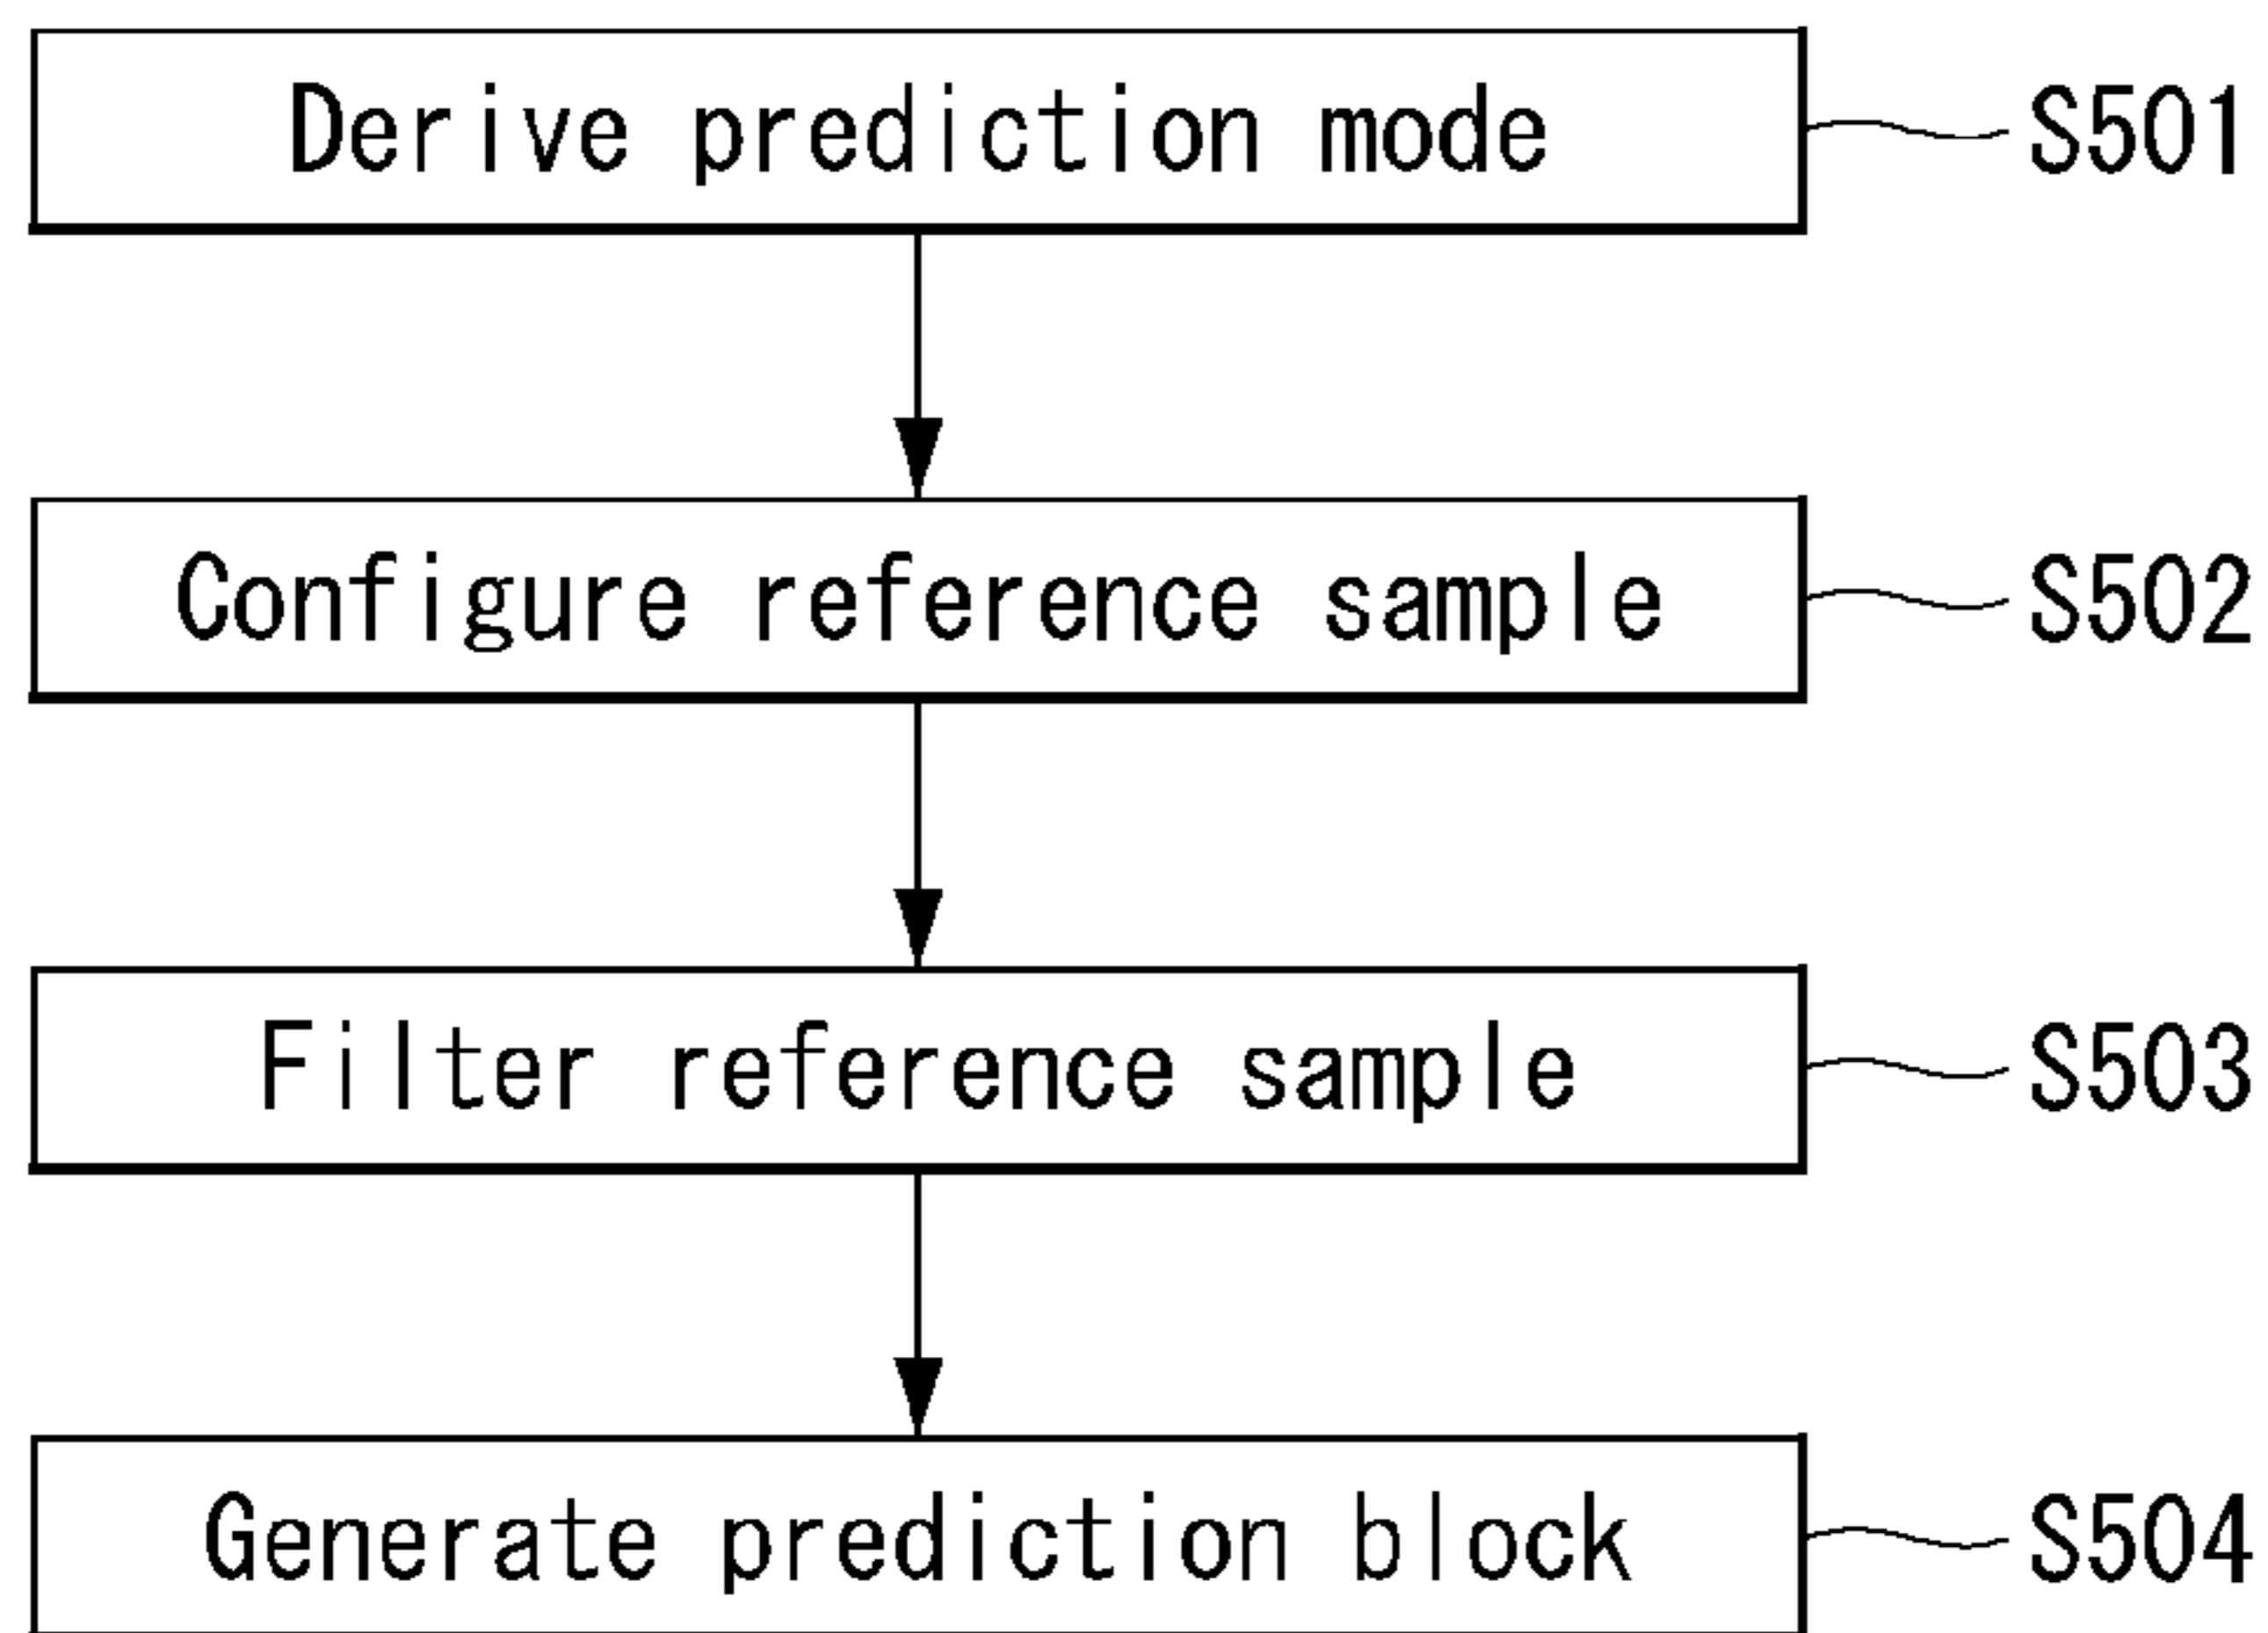 Derive prediction mode S501
Configure reference sample S502
Filter reference sample S503
Generate prediction block S504